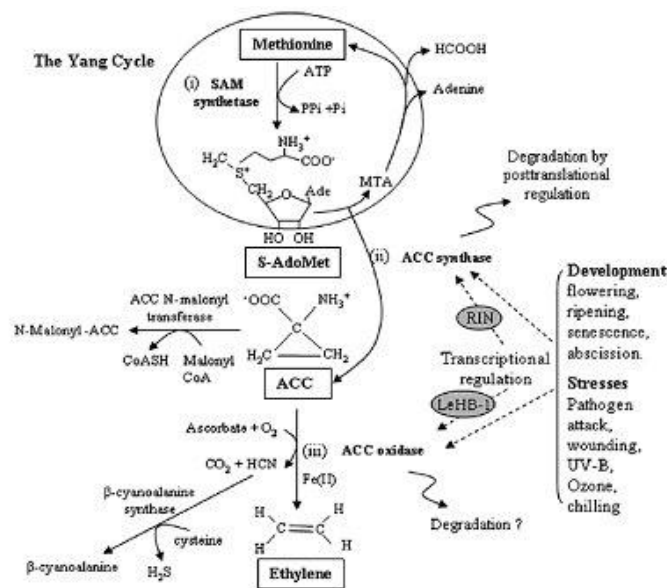 The Yang Cycle
Methionine
HCOOH
Adenine
ATP
(i) SAM
synthetase
PPi +Pi
NH3+
H3C
S+
COO-
CH2
O
Ade
MTA
HO OH
S-AdoMet
Degradation by
posttranslational
regulation
(ii) ACC synthase
RIN
Transcriptional
regulation
LeHB-1
Development
flowering,
ripening,
senescence,
abscission.
Stresses
Pathogen
attack,
wounding,
UV-B,
Ozone,
chilling
ACC N-malonyl
transferase
N-Malonyl-ACC
CoASH
Malonyl
CoA
-OOC
NH3+
C
H2C
CH2
ACC
Ascorbate + O2
(iii) ACC oxidase
CO2 + HCN
Fe(II)
β-cyanoalanine
synthase
cysteine
β-cyanoalanine
H2S
H
H
C C
H
H
Ethylene
Degradation ?